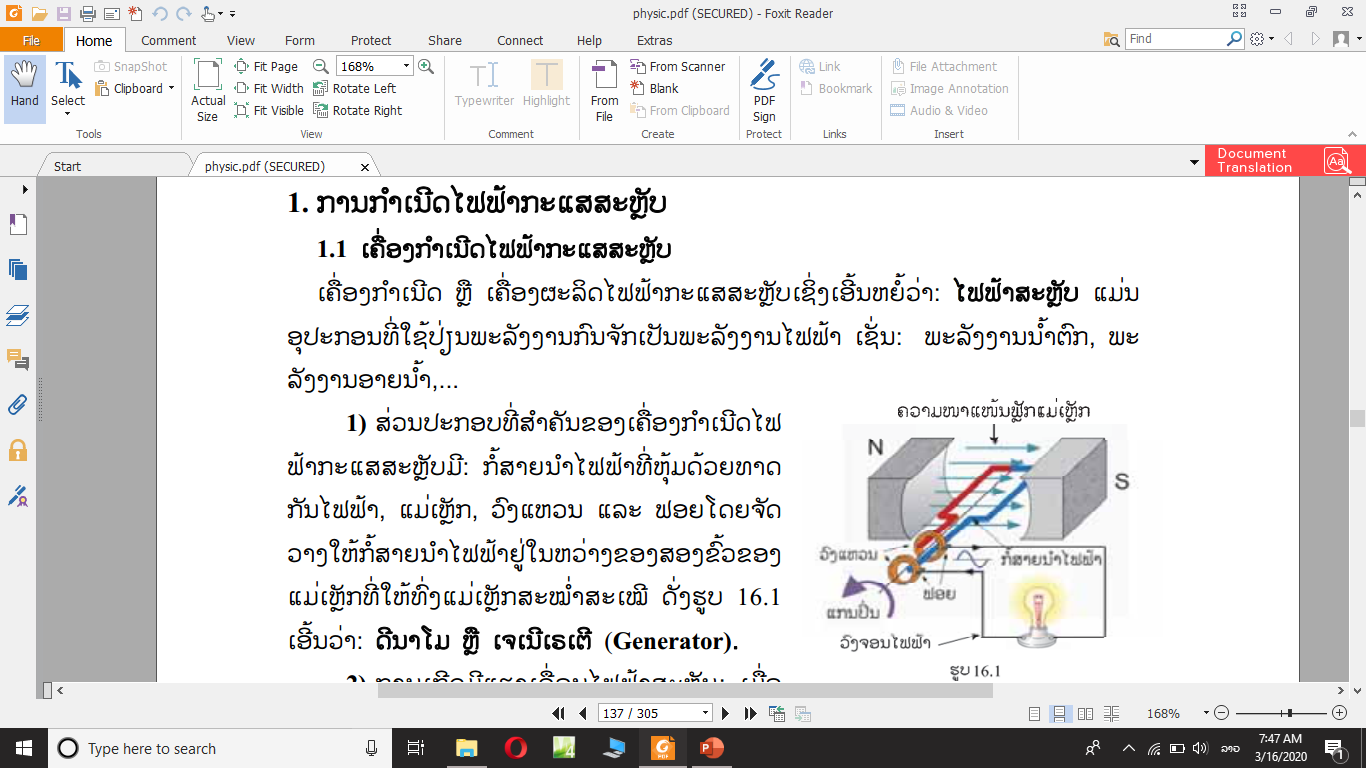 physic.pdf (SECURED) - Foxit Reader
File Home Comment View Form Protect Share Connect Help Extras Find
Hand
Select
SnapShot
Clipboard
Tools
Actual Size
Fit Page
Fit Width
Fit Visible
168%
Rotate Left
Rotate Right
View
Typewriter
Highlight
Comment
From File
From Scanner
Blank
From Clipboard
Create
PDF Sign
Protect
Link
Bookmark
Links
File Attachment
Image Annotation
Audio & Video
Insert
Start
physic.pdf (SECURED)
Document
Translation
1. ການກຳເນີດໄຟຟ້າກະແສສະຫຼັບ
1.1 ເຄື່ອງກຳເນີດໄຟຟ້າກະແສສະຫຼັບ
ເຄື່ອງກຳເນີດ ຫຼື ເຄື່ອງຜະລິດໄຟຟ້າກະແສສະຫຼັບເຊິ່ງເອີ້ນຫຍໍ້ວ່າ: ໄຟຟ້າສະຫຼັບ ແມ່ນ
ອຸປະກອນທີ່ໃຊ້ປ່ຽນພະລັງງານກົນຈັກເປັນພະລັງງານໄຟຟ້າ ເຊັ່ນ: ພະລັງງານນ້ຳຕົກ, ພະ
ລັງງານອາຍນ້ຳ,...
1) ສ່ວນປະກອບທີ່ສຳຄັນຂອງເຄື່ອງກຳເນີດໄຟ
ຟ້າກະແສສະຫຼັບມີ: ກໍ້ສາຍນຳໄຟຟ້າທີ່ຫຸ້ມດ້ວຍທາດ
ກັນໄຟຟ້າ, ແມ່ເຫຼັກ, ວົງແຫວນ ແລະ ຟອຍໂດຍຈັດ
ວາງໃຫ້ກໍ້ສາຍນຳໄຟຟ້າຢູ່ໃນຫວ່າງຂອງສອງຂົ້ວຂອງ
ແມ່ເຫຼັກທີ່ໃຫ້ທົ່ງແມ່ເຫຼັກສະໝ່ຳສະເໝີ ດັ່ງຮູບ 16.1
ເອີ້ນວ່າ: ດີນາໂມ ຫຼື ເຈເນີເຣເຕີ (Generator).
ຄວາມໜາແໜ້ນຟຼັກແມ່ເຫຼັກ
N
S
ວົງແຫວນ
ກໍ້ສາຍນຳໄຟຟ້າ
ຟອຍ
ແກນປິ່ນ
ວົງຈອນໄຟຟ້າ
ຮູບ 16.1
137 / 305
168%
Type here to search
ລາວ
7:47 AM
3/16/2020
1